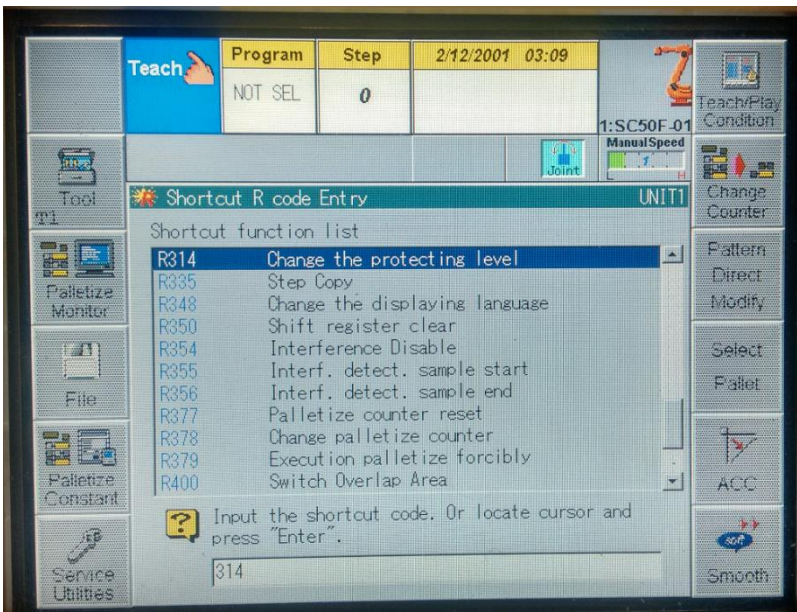 Teach
Program
NOT SEL
Step
0
2/12/2001 03:09
1:SC50F-01
Teach/Play
Condition
Joint
Manual Speed
1
L H
Tool
T1
Change
Counter
Shortcut R code Entry UNIT1
Shortcut function list
R314 Change the protecting level
R335 Step Copy
R348 Change the displaying language
R350 Shift register clear
R354 Interference Disable
R355 Interf. detect. sample start
R356 Interf. detect. sample end
R377 Palletize counter reset
R378 Change palletize counter
R379 Execution palletize forcibly
R400 Switch Overlap Area
Input the shortcut code. Or locate cursor and
press "Enter".
314
Palletize
Monitor
File
Palletize
Constant
Service
Utilities
Pattern
Direct
Modify
Select
Pallet
ACC
SOFT
Smooth